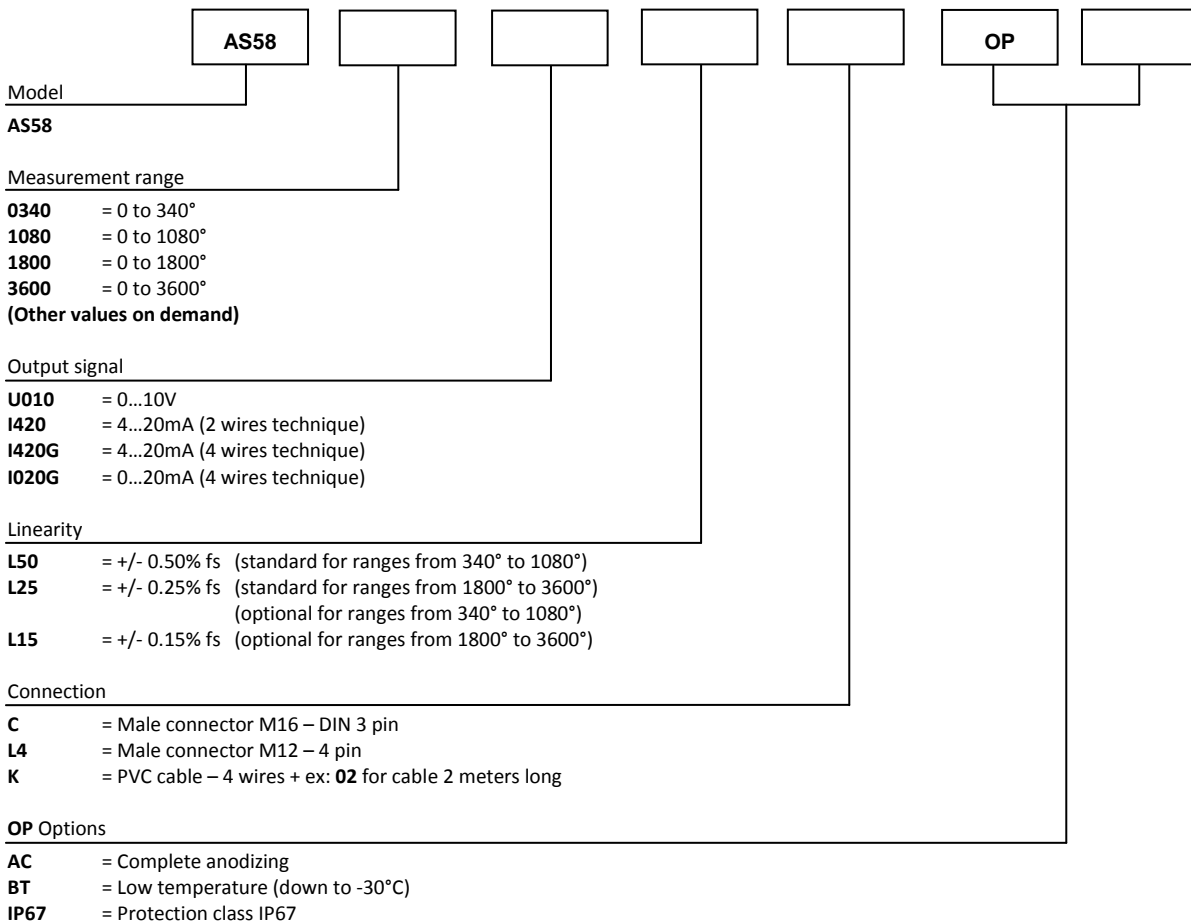 AS58 OP
Model
AS58
Measurement range
0340 = 0 to 340°
1080 = 0 to 1080°
1800 = 0 to 1800°
3600 = 0 to 3600°
(Other values on demand)
Output signal
U010 = 0...10V
I420 = 4...20mA (2 wires technique)
I420G = 4...20mA (4 wires technique)
I020G = 0...20mA (4 wires technique)
Linearity
L50 = +/- 0.50% fs (standard for ranges from 340° to 1080°)
L25 = +/- 0.25% fs (standard for ranges from 1800° to 3600°)
(optional for ranges from 340° to 1080°)
L15 = +/- 0.15% fs (optional for ranges from 1800° to 3600°)
Connection
C = Male connector M16 – DIN 3 pin
L4 = Male connector M12 – 4 pin
K = PVC cable – 4 wires + ex: 02 for cable 2 meters long
OP Options
AC = Complete anodizing
BT = Low temperature (down to -30°C)
IP67 = Protection class IP67